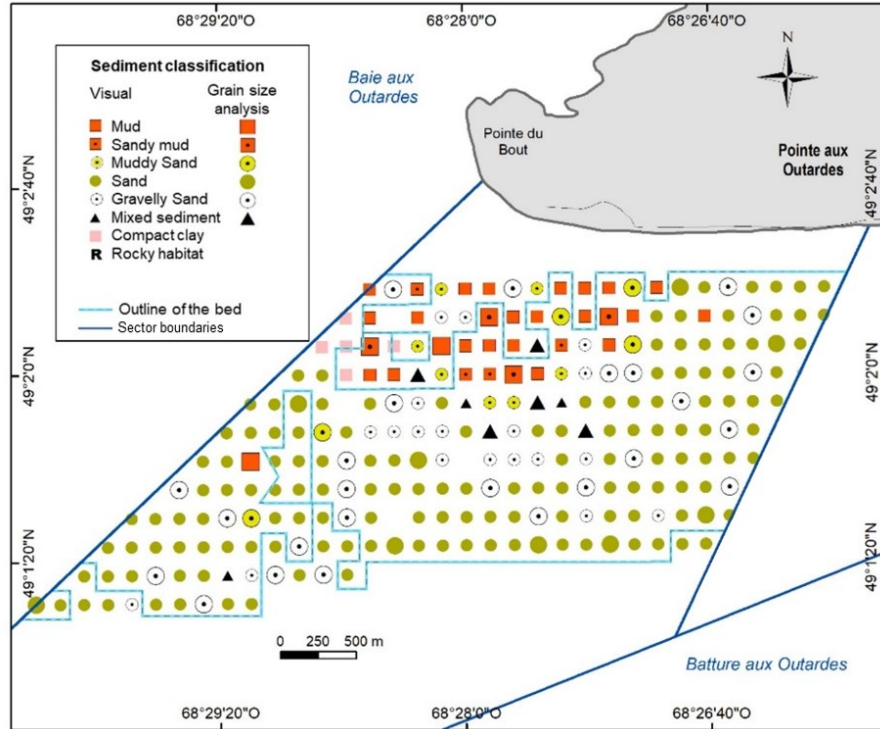 68°29'20"O 68°28'0"O 68°26'40"O
Sediment classification
Visual
Grain size
analysis
Mud
Sandy mud
Muddy Sand
Sand
Gravelly Sand
Mixed sediment
Compact clay
R Rocky habitat
Outline of the bed
Sector boundaries
Baie aux
Outardes
N
Pointe du
Bout
Pointe aux
Outardes
49°2'40"N
49°2'40"N
49°2'0"N
49°2'0"N
49°1'20"N
49°1'20"N
0 250 500 m
Batture aux Outardes
68°29'20"O 68°28'0"O 68°26'40"O